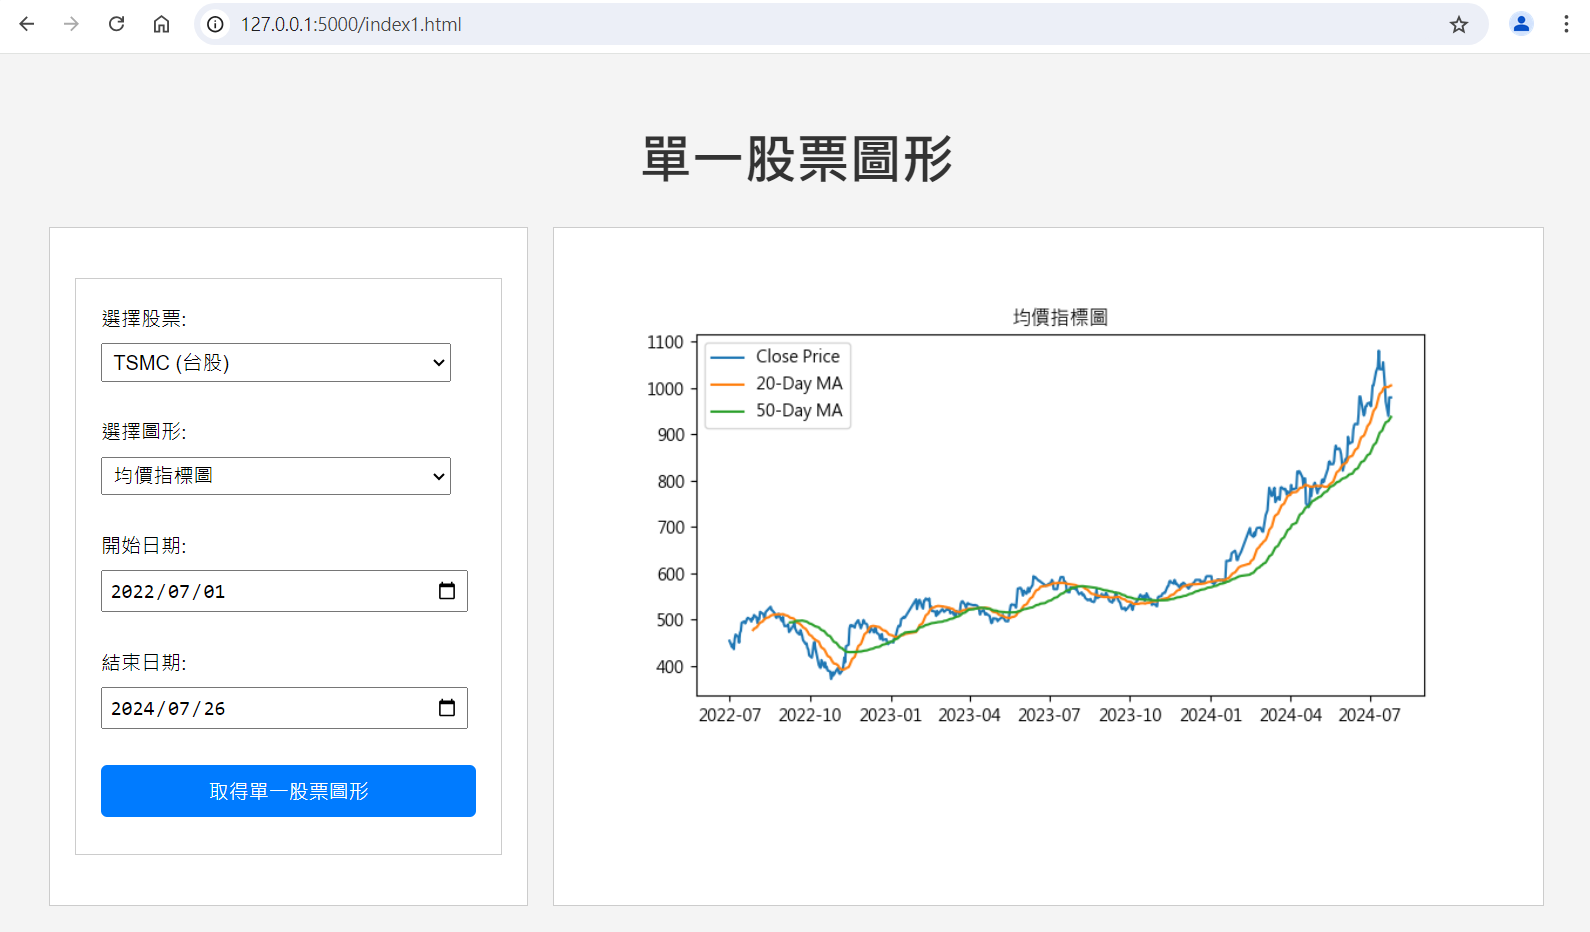 127.0.0.1:5000/index1.html
單一股票圖形
選擇股票:
TSMC (台股)
選擇圖形:
均價指標圖
開始日期:
2022/07/01
結束日期:
2024/07/26
取得單一股票圖形
均價指標圖
1100
1000
900
800
700
600
500
400
Close Price
20-Day MA
50-Day MA
2022-07 2022-10 2023-01 2023-04 2023-07 2023-10 2024-01 2024-04 2024-07